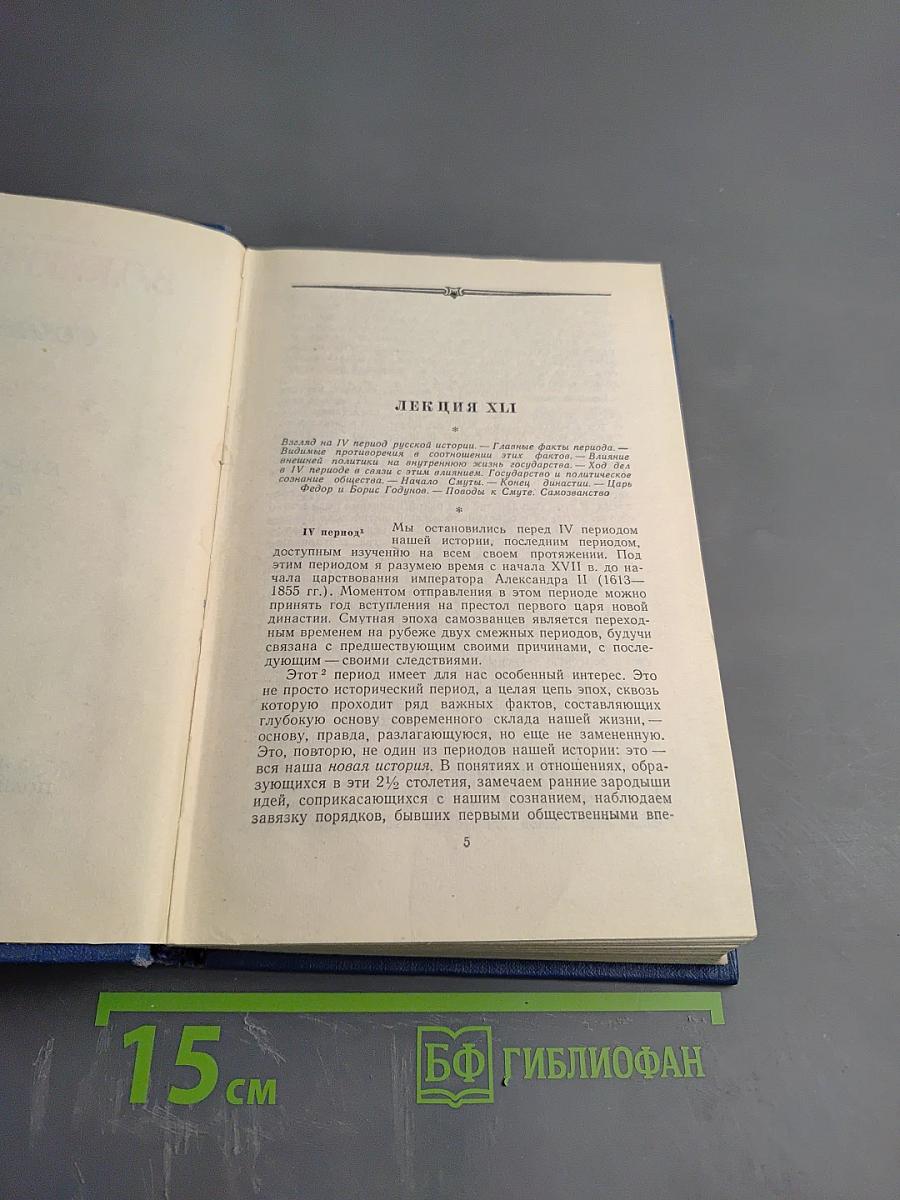 ЛЕКЦИЯ XLI
*
Взгляд на IV период русской истории. — Главные факты периода. —
Видимые противоречия в соотношении этих фактов. — Влияние
внешней политики на внутреннюю жизнь государства. — Ход дел
в IV периоде в связи с этим влиянием. Государство и политическое
сознание общества. — Начало Смуты. — Конец династии. — Царь
Федор и Борис Годунов. — Поводы к Смуте. Самозванство
*
IV период¹ Мы остановились перед IV периодом
нашей истории, последним периодом,
доступным изучению на всем своем протяжении. Под
этим периодом я разумею время с начала XVII в. до на-
чала царствования императора Александра II (1613—
1855 гг.). Моментом отправления в этом периоде можно
принять год вступления на престол первого царя новой
династии. Смутная эпоха самозванцев является переход-
ным временем на рубеже двух смежных периодов, будучи
связана с предшествующим своими причинами, с после-
дующим — своими следствиями.
Этот² период имеет для нас особенный интерес. Это
не просто исторический период, а целая цепь эпох, сквозь
которую проходит ряд важных фактов, составляющих
глубокую основу современного склада нашей жизни, —
основу, правда, разлагающуюся, но еще не замененную.
Это, повторю, не один из периодов нашей истории: это —
вся наша новая история. В понятиях и отношениях, обра-
зующихся в эти 2½ столетия, замечаем ранние зародыши
идей, соприкасающихся с нашим сознанием, наблюдаем
завязку порядков, бывших первыми общественными впе-
5
15 см
БФ ГИБЛИОФАН